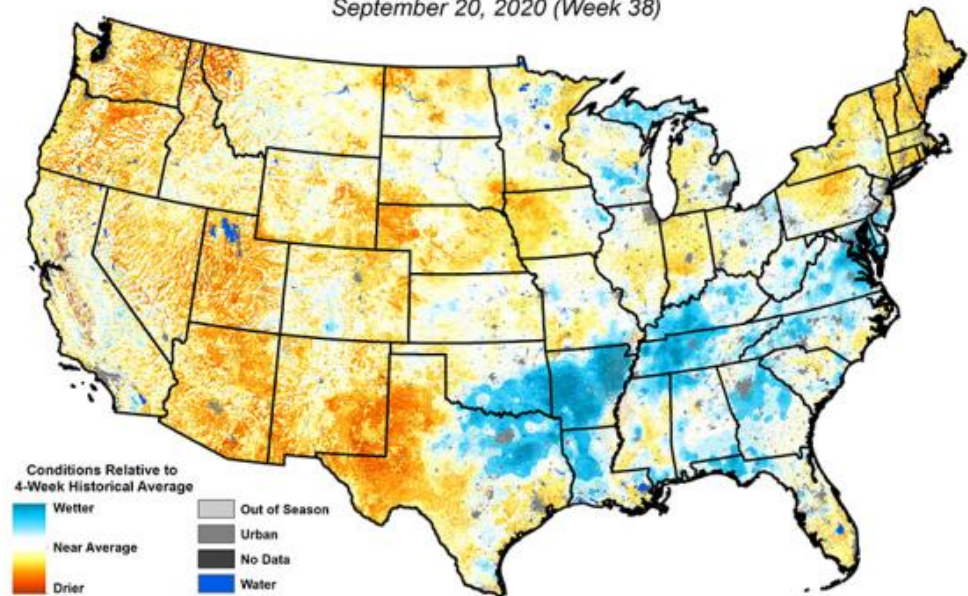 September 20, 2020 (Week 38)
Conditions Relative to
4-Week Historical Average
Wetter
Near Average
Drier
Out of Season
Urban
No Data
Water